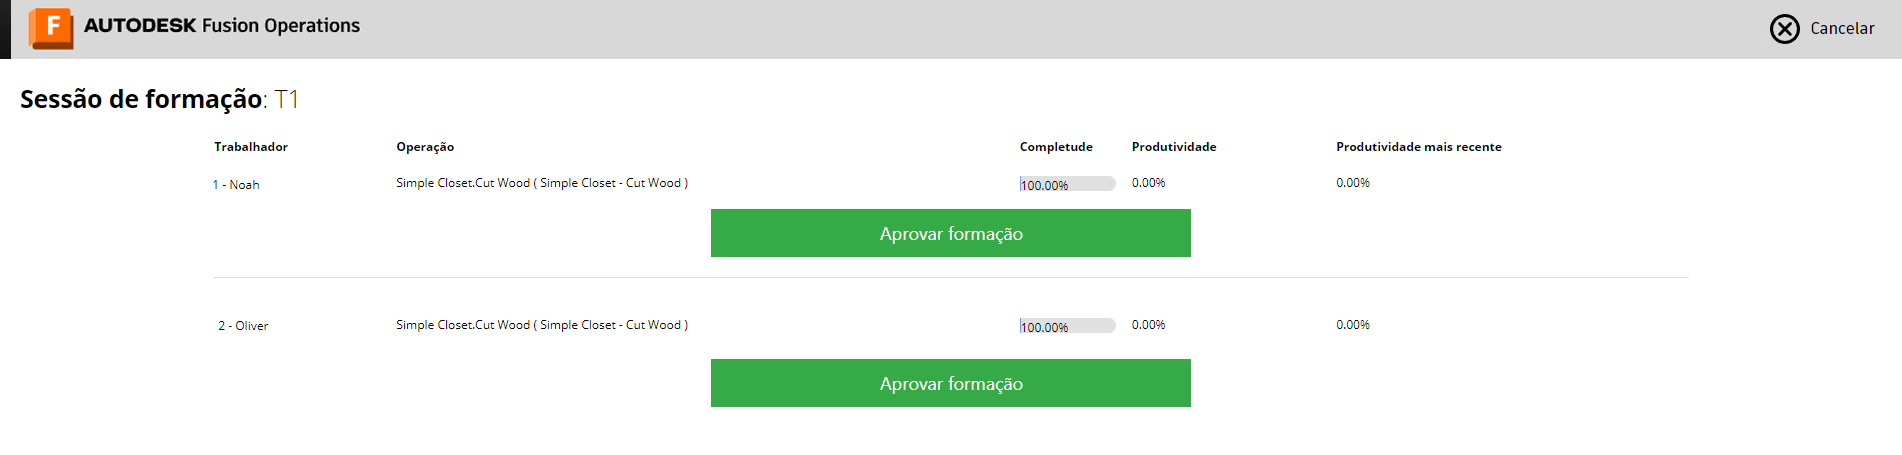 F AUTODESK Fusion Operations Cancelar
Sessão de formação: T1
Trabalhador Operação Completude Produtividade Produtividade mais recente
1 - Noah Simple Closet.Cut Wood ( Simple Closet - Cut Wood ) 100.00% 0.00% 0.00%
Aprovar formação
2 - Oliver Simple Closet.Cut Wood ( Simple Closet - Cut Wood ) 100.00% 0.00% 0.00%
Aprovar formação